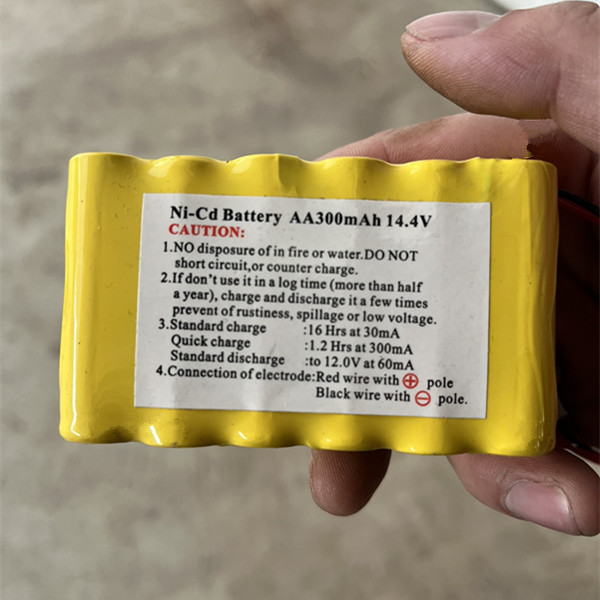 Ni-Cd Battery AA300mAh 14.4V
CAUTION:
1.NO disposure of in fire or water.DO NOT
short circuit,or counter charge.
2.If don't use it in a log time (more than half
a year), charge and discharge it a few times
prevent of rustiness, spillage or low voltage.
3.Standard charge :16 Hrs at 30mA
Quick charge :1.2 Hrs at 300mA
Standard discharge :to 12.0V at 60mA
4.Connection of electrode:Red wire with ⊕ pole
Black wire with ⊖ pole.